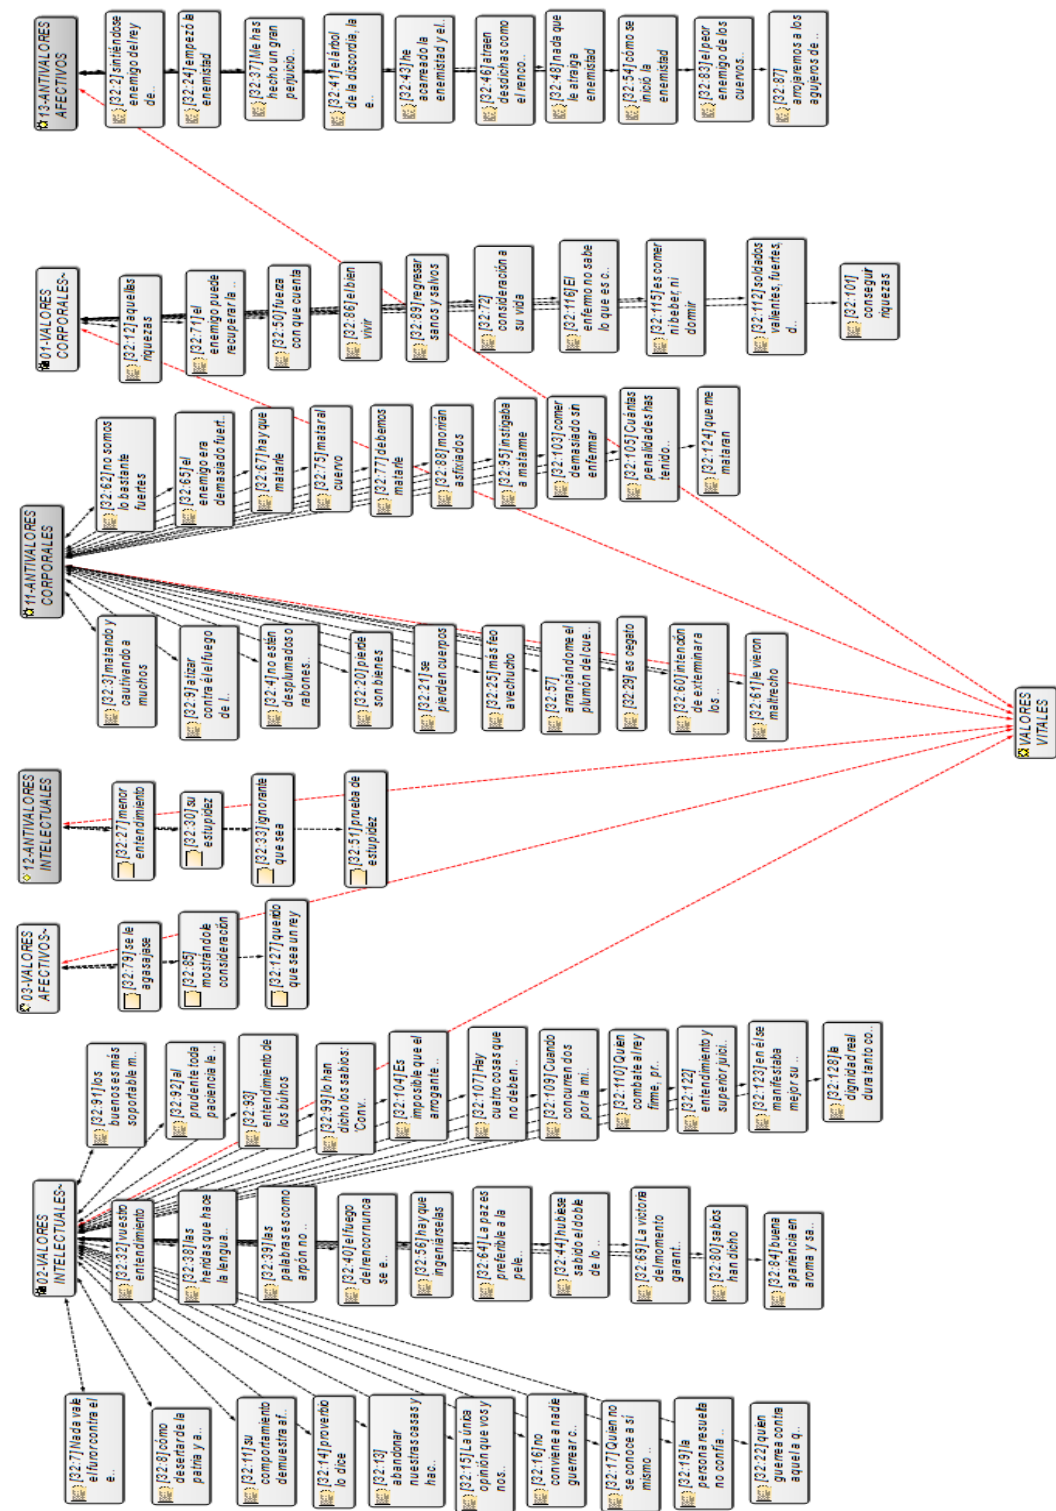 02-VALORES
INTELECTUALES~
[32:7]Nada vale
el furor contra el
e..
[32:8]cómo
desertar de la
patria y a..
[32:11]su
comportamiento
demuestra af..
[32:14]proverbio
lo dice
[32:13]
abandonar
nuestras casas y
hac..
[32:15]La única
opinión que vos y
nos..
[32:16]no
conviene a nadie
guerrear c..
[32:17]Quien no
se conoce a sí
mismo ..
[32:19]la
persona resuelta
no confía ..
[32:22]quien
guerrea contra
aquel a q..
[32:32]vuestro
entendimiento
[32:38]las
heridas que hace
la lengua..
[32:39]las
palabras es como
arpón no ..
[32:40]el fuego
del rencor nunca
se e..
[32:56]hay que
ingeniárselas
[32:64]La paz es
preferible a la
pele..
[32:44]hubiese
sabido el doble
de lo ..
[32:69]La victoria
del momento
garant..
[32:80]sabios
han dicho
[32:84]buena
apariencia en
aroma y sa..
[32:91]los
buenos es más
soportable m..
[32:92]al
prudente toda
paciencia le ..
[32:93]
entendimiento de
los búhos
[32:99]lo han
dicho los sabios:
'Conv..
[32:104]Es
imposible que el
arrogante ..
[32:107]Hay
cuatro cosas que
no deben ..
[32:109]Cuando
concurren dos
por la mi..
[32:110]Quien
combate al rey
firme, pr..
[32:122]
entendimiento y
superior juici..
[32:123]en él se
manifestaba
mejor su ..
[32:128]la
dignidad real
dura tanto co..
03-VALORES
AFECTIVOS~
[32:79]se le
agasajase
[32:85]
mostrándole
consideración
[32:127]querido
que sea un rey
12-ANTIVALORES
INTELECTUALES
[32:27]menor
entendimiento
[32:30]su
estupidez
[32:33]ignorante
que sea
[32:51]prueba de
estupidez
11-ANTIVALORES
CORPORALES
[32:3]matando y
cautivando a
muchos
[32:9]atizar
contra él el fuego
de l..
[32:4]no estén
desplumados o
rabones..
[32:20]pierde
son bienes
[32:21]se
pierden cuerpos
[32:25]más feo
avechucho
[32:57]
arrancándome el
plumón del cue..
[32:29]es cegato
[32:60]intención
de exterminar a
los ..
[32:61]le vieron
maltrecho
[32:62]no somos
lo bastante
fuertes
[32:65]el
enemigo era
demasiado fuert..
[32:67]hay que
matarle
[32:75]matar al
cuervo
[32:77]debemos
matarle
[32:88]morirán
asfixiados
[32:95]instigaba
a matarme
[32:103]comer
demasiado sin
enfermar
[32:105]Cuántas
penalidades has
tenido..
[32:124]que me
mataran
01-VALORES
CORPORALES~
[32:12]aquellas
riquezas
[32:71]el
enemigo puede
recuperar la ..
[32:50]fuerza
con que cuenta
[32:86]el bien
vivir
[32:89]regresar
sanos y salvos
[32:72]
consideración a
su vida
[32:116]El
enfermo no sabe
lo que es c..
[32:115]es comer
ni beber, ni
dormir
[32:112]soldados
valientes, fuertes,
d..
[32:101]
conseguir
riquezas
13-ANTIVALORES
AFECTIVOS
[32:2]sintiéndose
enemigo del rey
de..
[32:24]empezó la
enemistad
[32:37]Me has
hecho un gran
perjuicio..
[32:41]el árbol
de la discordia, la
e..
[32:43]he
acarreado la
enemistad y el..
[32:46]atraen
desdichas como
el renco..
[32:48]nada que
le atraiga
enemistad
[32:54]cómo se
inició la
enemistad
[32:83]el peor
enemigo de los
cuervos.
[32:87]
arrojaremos a los
agujeros de ..
VALORES
VITALES